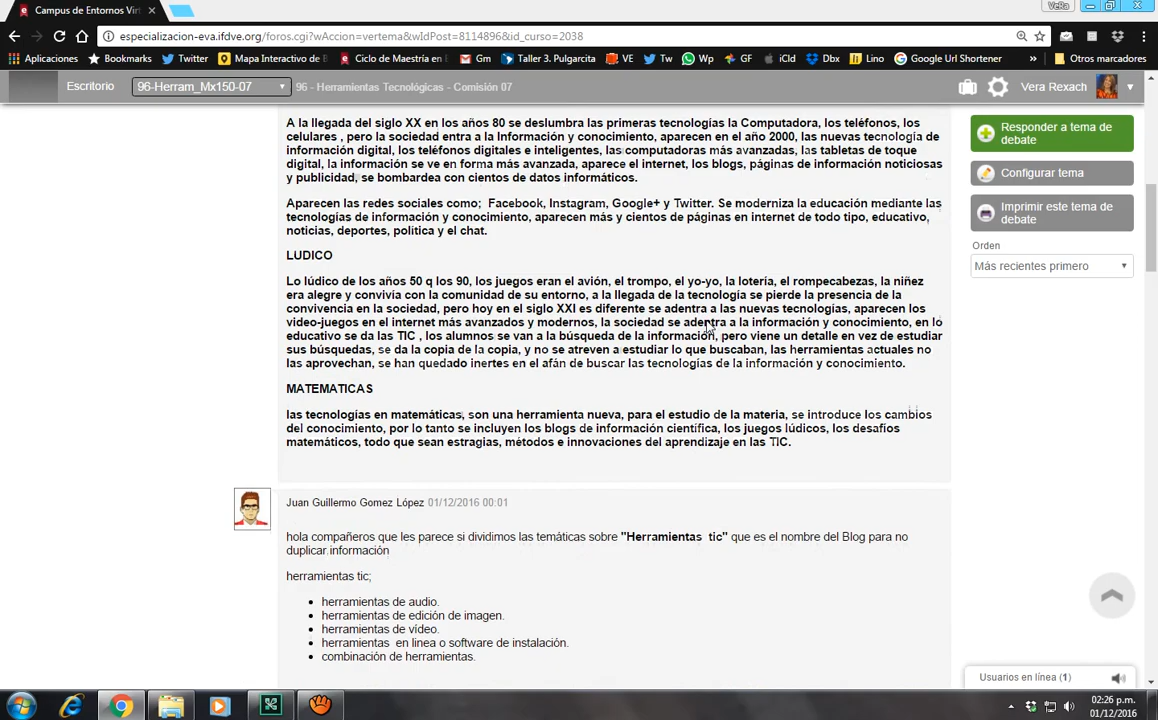 Campus de Entornos Virt
VeRa
especializacion-eva.ifdve.org/foros.cgi?wAccion=vertema&wIdPost=8114896&id_curso=2038
Aplicaciones Bookmarks Twitter Mapa Interactivo de Ciclo de Maestría en Gm Taller 3. Pulgarcita VE Tw Wp GF iCld Dbx Lino Google Url Shortener » Otros marcadores
Escritorio 96-Herram_Mx150-07 96 - Herramientas Tecnológicas - Comisión 07 Vera Rexach
A la llegada del siglo XX en los años 80 se deslumbra las primeras tecnologías la Computadora, los teléfonos, los
celulares , pero la sociedad entra a la Información y conocimiento, aparecen en el año 2000, las nuevas tecnología de
información digital, los teléfonos digitales e inteligentes, las computadoras más avanzadas, las tabletas de toque
digital, la información se ve en forma más avanzada, aparece el internet, los blogs, páginas de información noticiosas
y publicidad, se bombardea con cientos de datos informáticos.
Aparecen las redes sociales como; Facebook, Instagram, Google+ y Twitter. Se moderniza la educación mediante las
tecnologías de información y conocimiento, aparecen más y cientos de páginas en internet de todo tipo, educativo,
noticias, deportes, política y el chat.
LUDICO
Lo lúdico de los años 50 q los 90, los juegos eran el avión, el trompo, el yo-yo, la lotería, el rompecabezas, la niñez
era alegre y convivía con la comunidad de su entorno, a la llegada de la tecnología se pierde la presencia de la
convivencia en la sociedad, pero hoy en el siglo XXI es diferente se adentra a las nuevas tecnologías, aparecen los
video-juegos en el internet más avanzados y modernos, la sociedad se adentra a la información y conocimiento, en lo
educativo se da las TIC , los alumnos se van a la búsqueda de la información, pero viene un detalle en vez de estudiar
sus búsquedas, se da la copia de la copia, y no se atreven a estudiar lo que buscaban, las herramientas actuales no
las aprovechan, se han quedado inertes en el afán de buscar las tecnologías de la información y conocimiento.
MATEMATICAS
las tecnologías en matemáticas, son una herramienta nueva, para el estudio de la materia, se introduce los cambios
del conocimiento, por lo tanto se incluyen los blogs de información científica, los juegos lúdicos, los desafíos
matemáticos, todo que sean estragias, métodos e innovaciones del aprendizaje en las TIC.
Responder a tema de
debate
Configurar tema
Imprimir este tema de
debate
Orden
Más recientes primero
Juan Guillermo Gomez López 01/12/2016 00:01
hola compañeros que les parece si dividimos las temáticas sobre "Herramientas tic" que es el nombre del Blog para no
duplicar información
herramientas tic;
• herramientas de audio.
• herramientas de edición de imagen.
• herramientas de vídeo.
• herramientas en linea o software de instalación.
• combinación de herramientas.
Usuarios en línea (1)
02:26 p.m.
01/12/2016